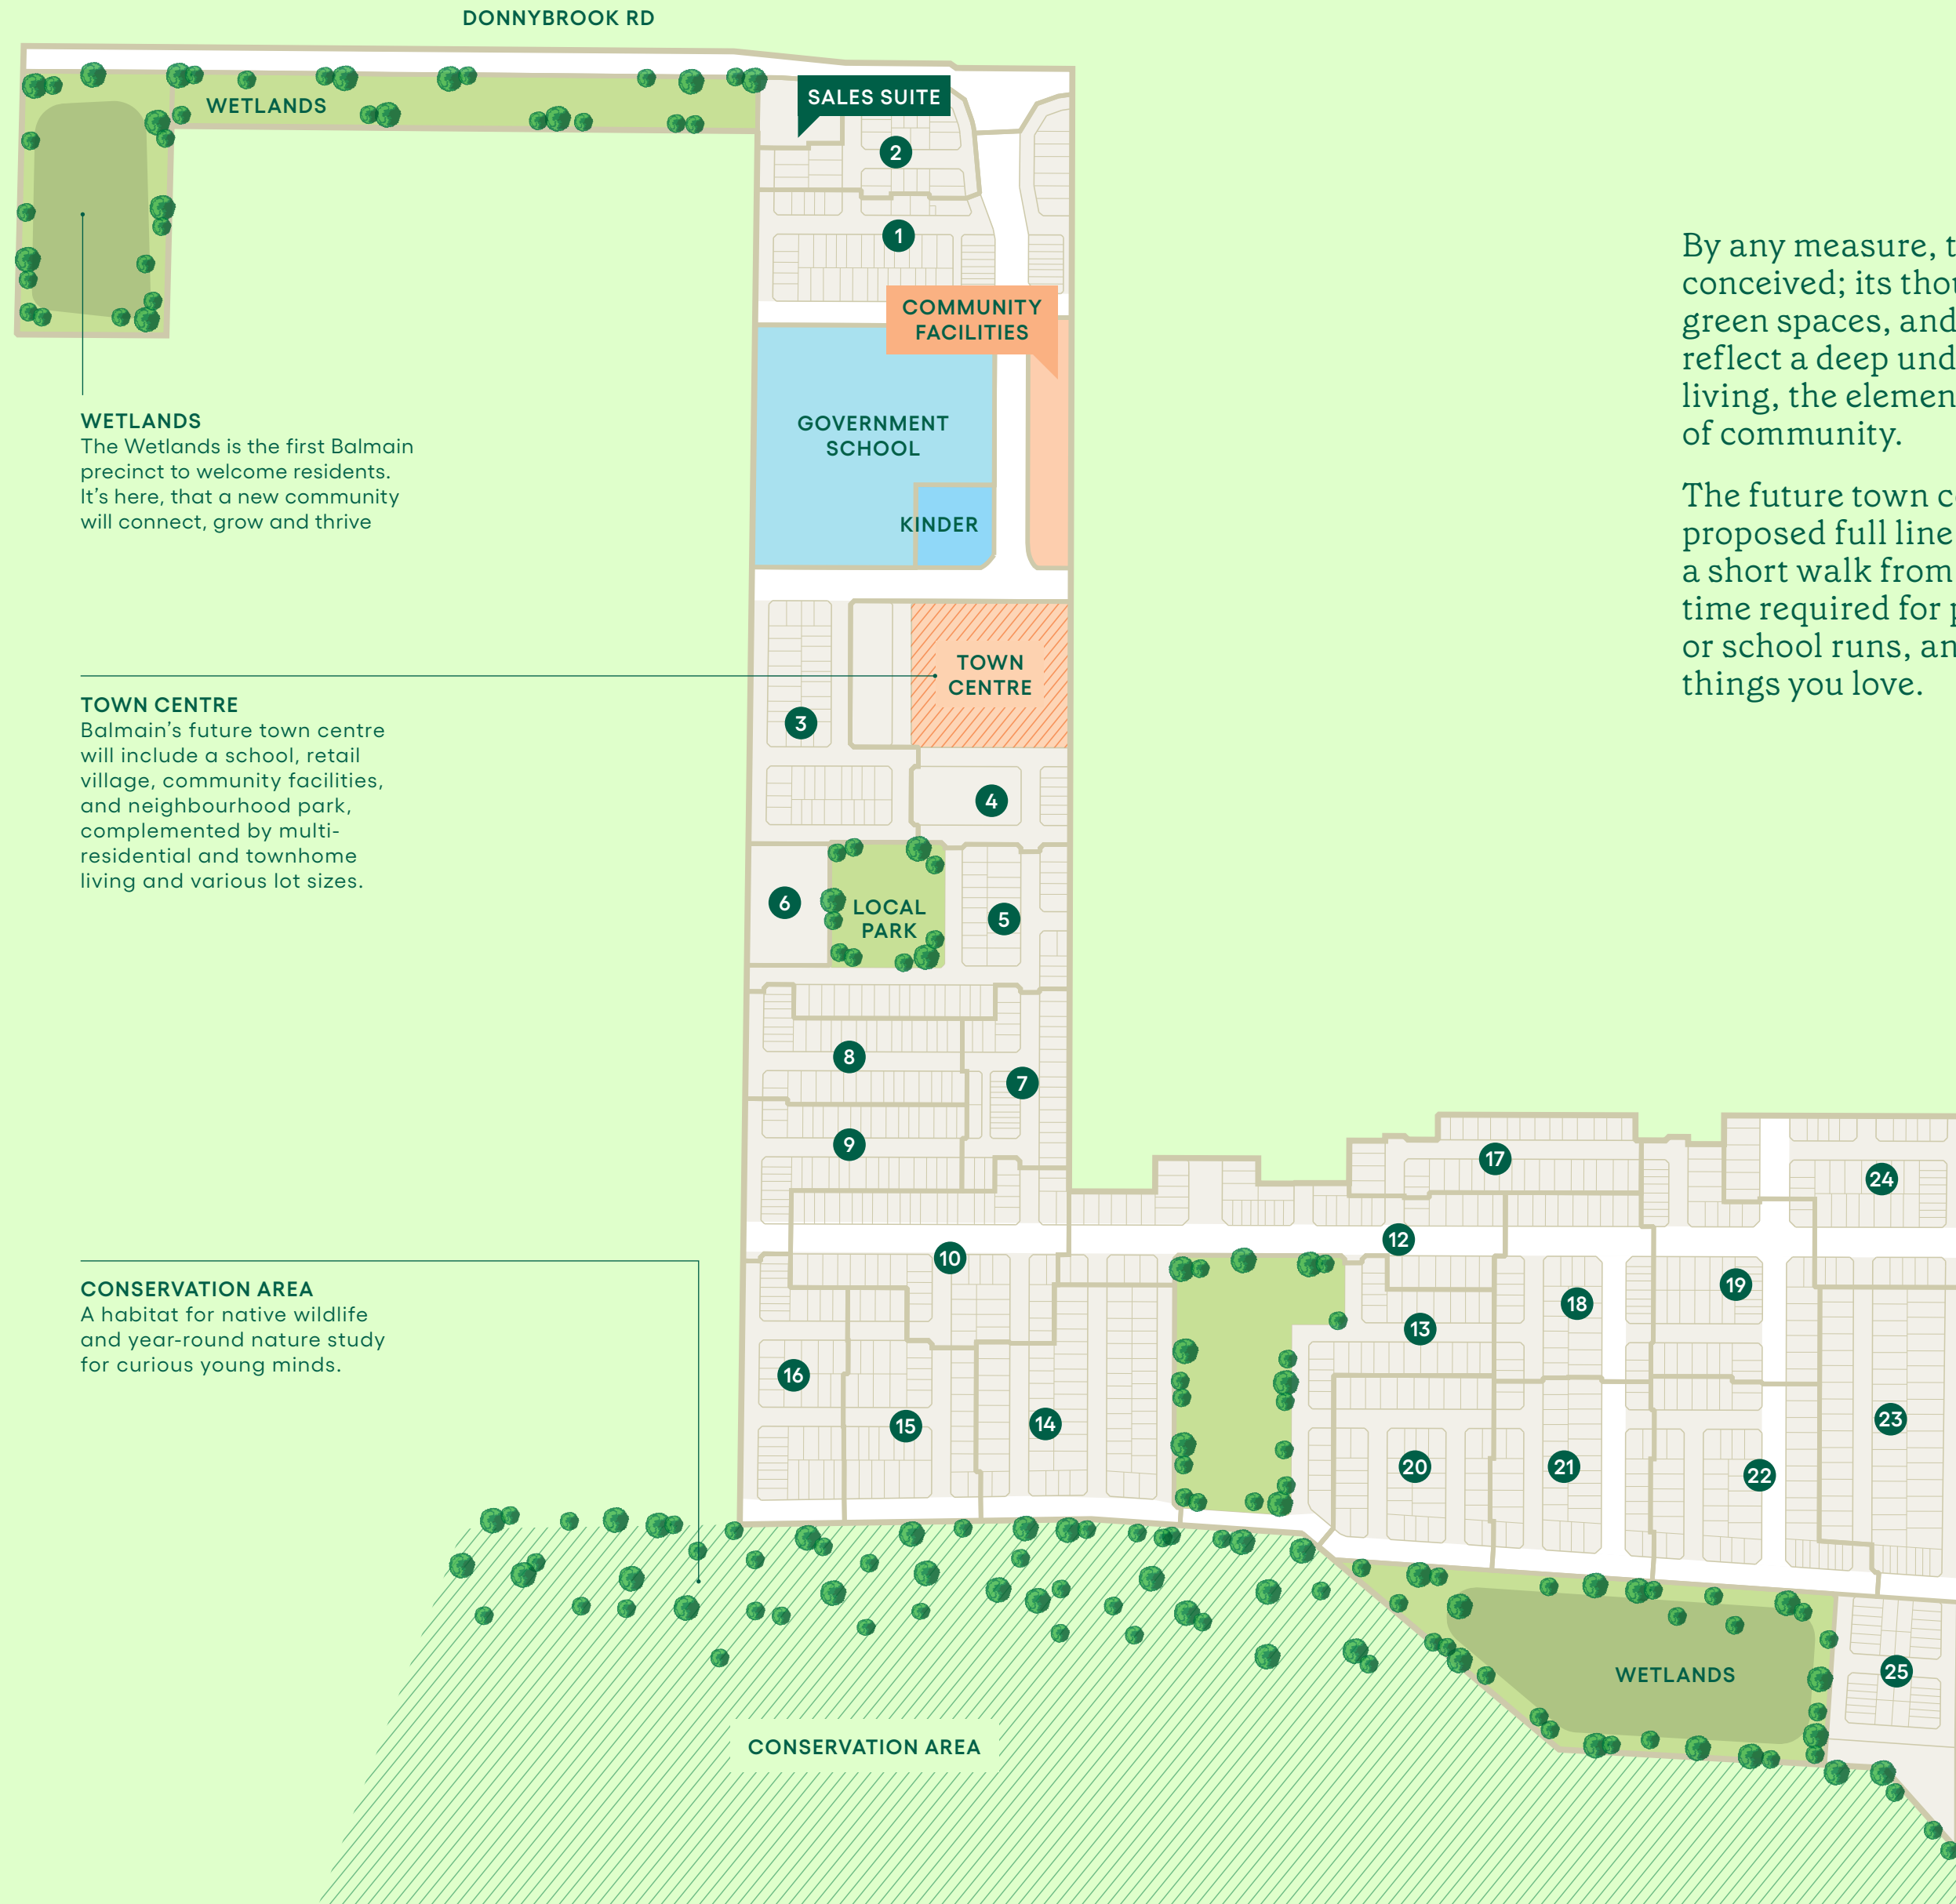 DONNYBROOK RD
WETLANDS
SALES SUITE
2
1
COMMUNITY
FACILITIES
GOVERNMENT
SCHOOL
KINDER
WETLANDS
The Wetlands is the first Balmain
precinct to welcome residents.
It’s here, that a new community
will connect, grow and thrive
By any measure, t
conceived; its thou
green spaces, and
reflect a deep und
living, the elemen
of community.
The future town c
proposed full line
a short walk from
time required for p
or school runs, an
things you love.
TOWN
CENTRE
TOWN CENTRE
Balmain’s future town centre
will include a school, retail
village, community facilities,
and neighbourhood park,
complemented by multi-
residential and townhome
living and various lot sizes.
3
4
6
LOCAL
PARK
5
8
7
9
17
24
12
10
CONSERVATION AREA
A habitat for native wildlife
and year-round nature study
for curious young minds.
19
18
13
16
15
14
23
20
21
22
WETLANDS
25
CONSERVATION AREA